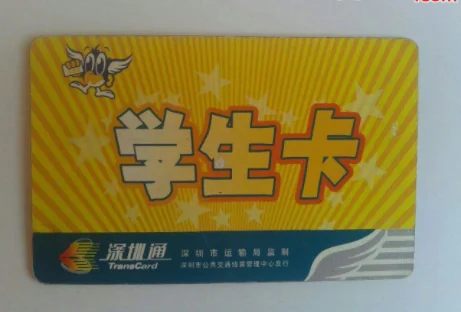 学生卡
深圳通
TransCard
深圳市运输局监制
深圳市公共交通结算管理中心发行